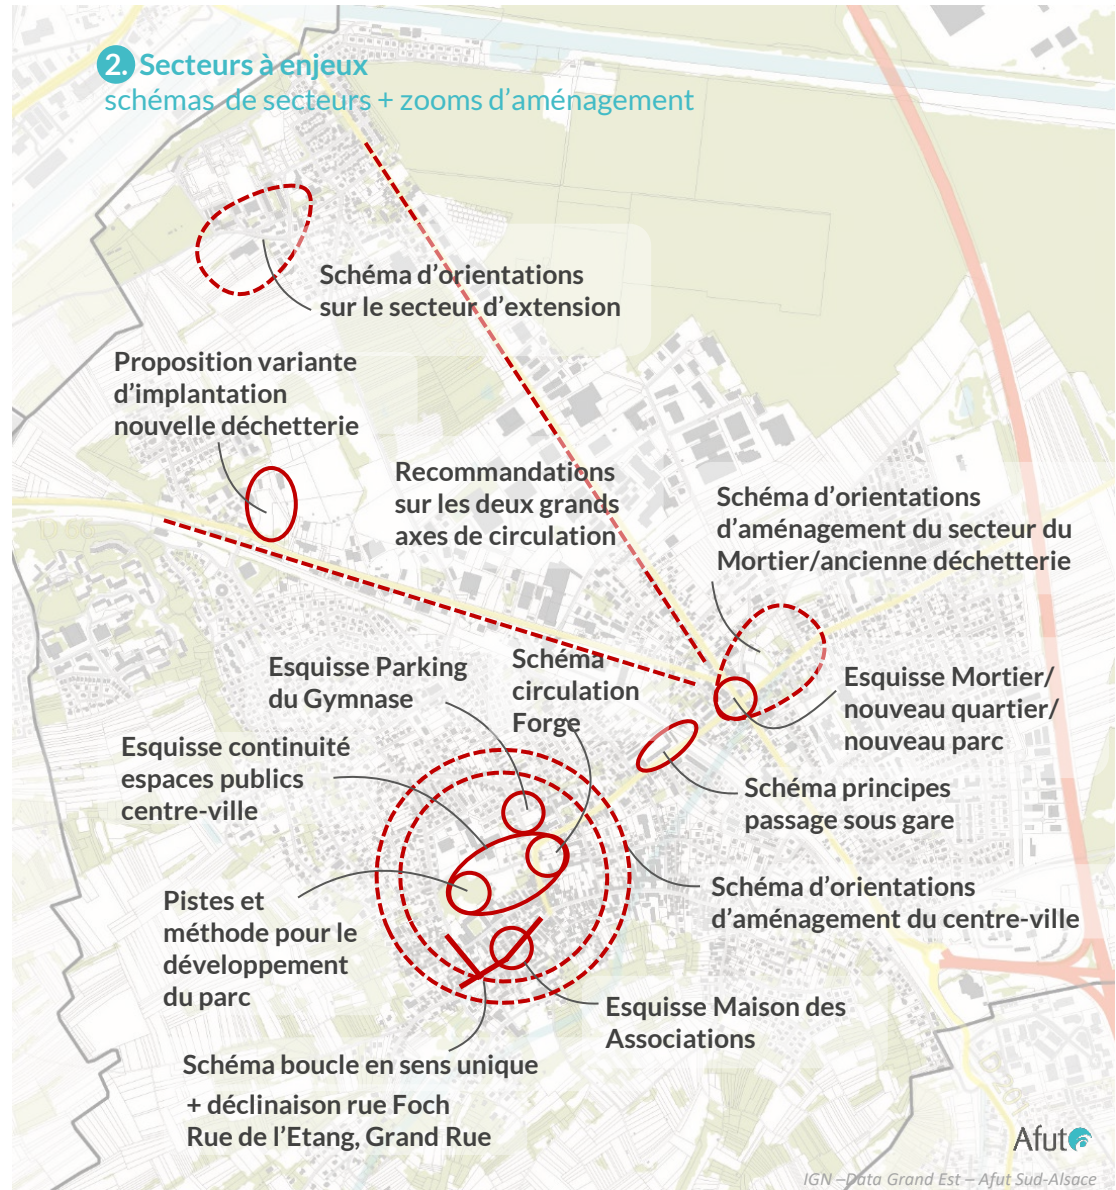 2. Secteurs à enjeux
schémas de secteurs + zooms d'aménagement
Schéma d'orientations
sur le secteur d'extension
Proposition variante
d'implantation
nouvelle déchetterie
Recommandations
sur les deux grands
axes de circulation
Schéma d'orientations
d'aménagement du secteur du
Mortier/ancienne déchetterie
Esquisse Parking
du Gymnase
Schéma
circulation
Forge
Esquisse Mortier/
nouveau quartier/
nouveau parc
Esquisse continuité
espaces publics
centre-ville
Schéma principes
passage sous gare
Pistes et
méthode pour le
développement
du parc
Schéma d'orientations
d'aménagement du centre-ville
Esquisse Maison des
Associations
Schéma boucle en sens unique
+ déclinaison rue Foch
Rue de l'Etang, Grand Rue
Afut
IGN –Data Grand Est – Afut Sud-Alsace